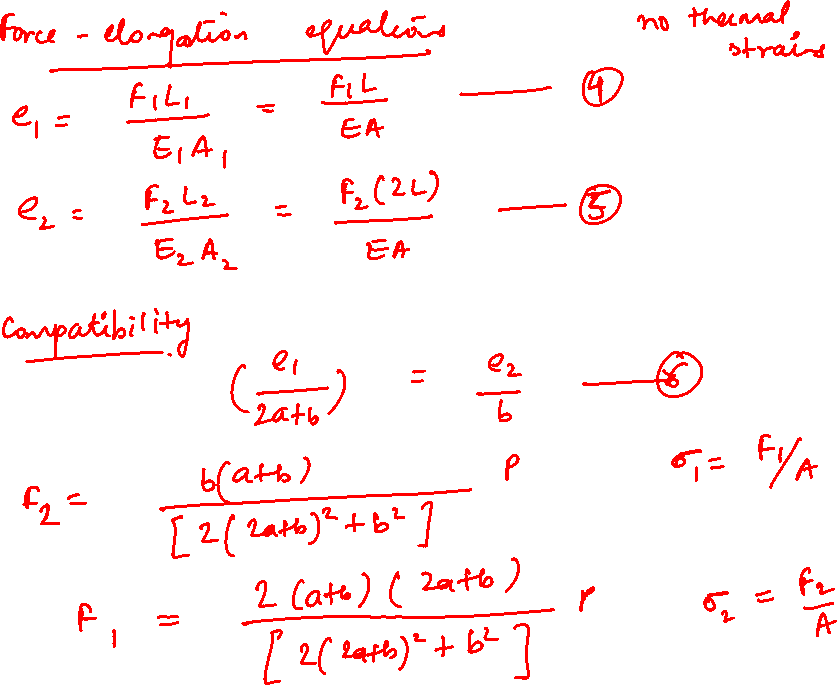 Force - elongation equations no thermal strains
e₁ = F₁L₁ / E₁A₁ = F₁L / EA —— ④
e₂ = F₂L₂ / E₂A₂ = F₂(2L) / EA —— ⑤
Compatibility
(e₁ / 2a+b) = e₂ / b —— ⑥
F₂ = b(a+b) / [2(2a+b)² + b²] P σ₁ = F₁/A
F₁ = 2(a+b)(2a+b) / [2(2a+b)² + b²] P σ₂ = F₂ / A